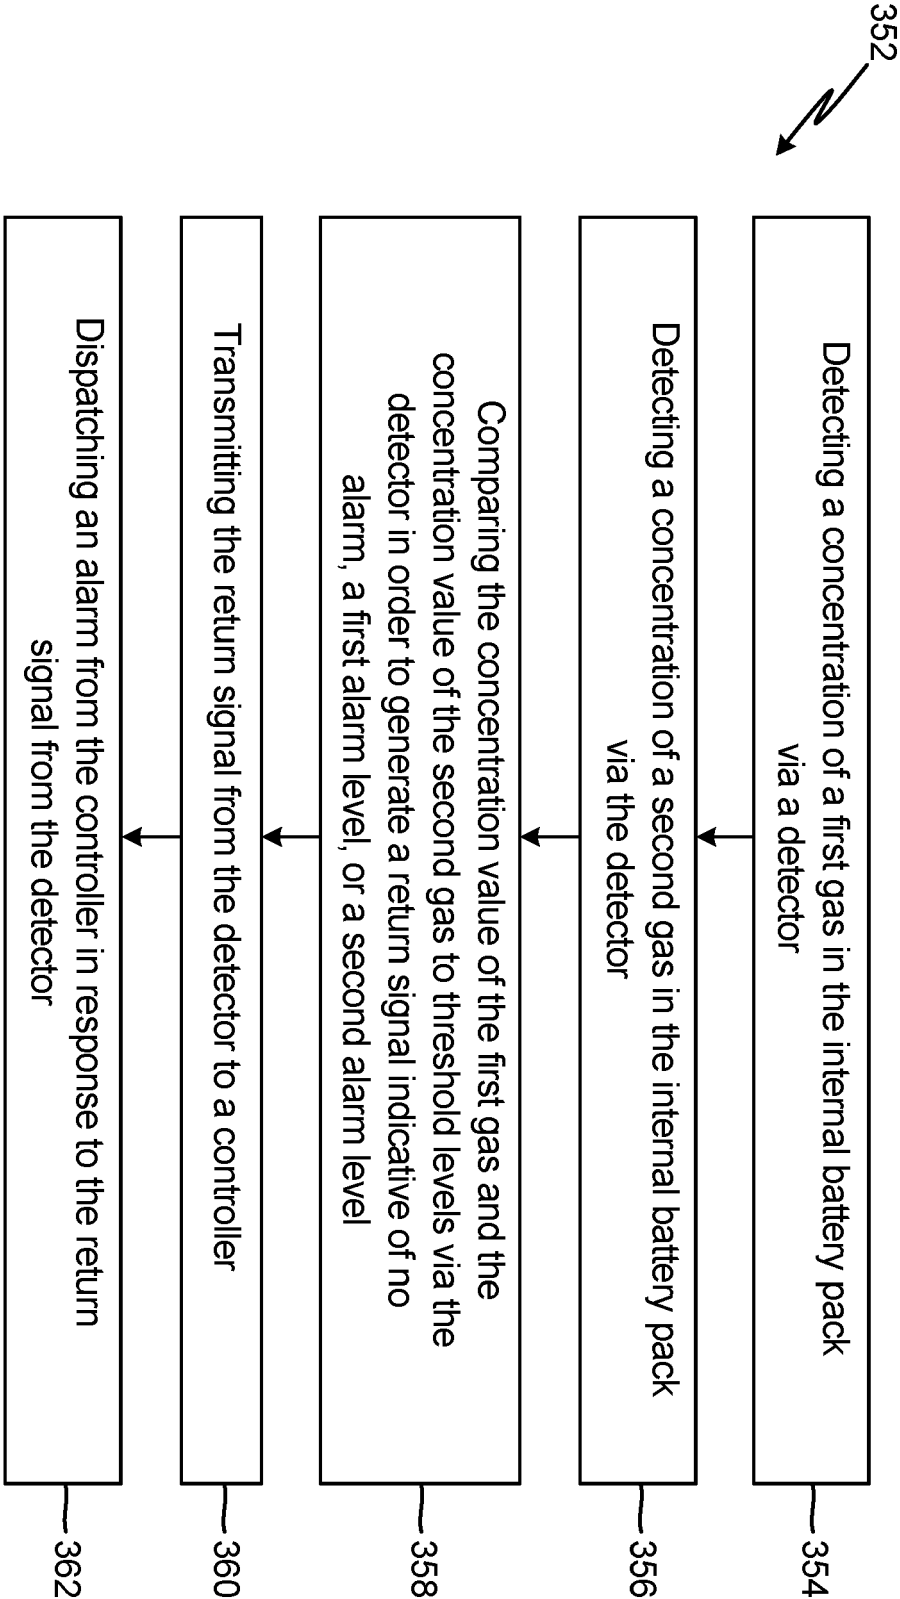 352
Detecting a concentration of a first gas in the internal battery pack
via a detector
354
Detecting a concentration of a second gas in the internal battery pack
via the detector
356
Comparing the concentration value of the first gas and the
concentration value of the second gas to threshold levels via the
detector in order to generate a return signal indicative of no
alarm, a first alarm level, or a second alarm level
358
Transmitting the return signal from the detector to a controller
360
Dispatching an alarm from the controller in response to the return
signal from the detector
362